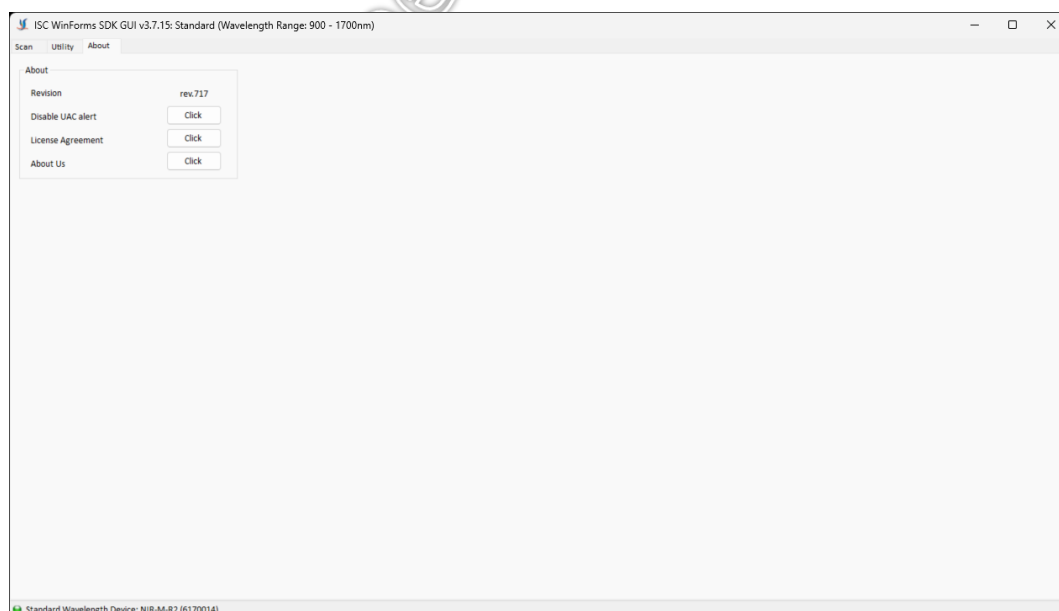 ISC WinForms SDK GUI v3.7.15: Standard (Wavelength Range: 900 - 1700nm)
Scan Utility About
About
Revision rev.717
Disable UAC alert Click
License Agreement Click
About Us Click
Standard Wavelength Device: NIR-M-R2 (6170014)